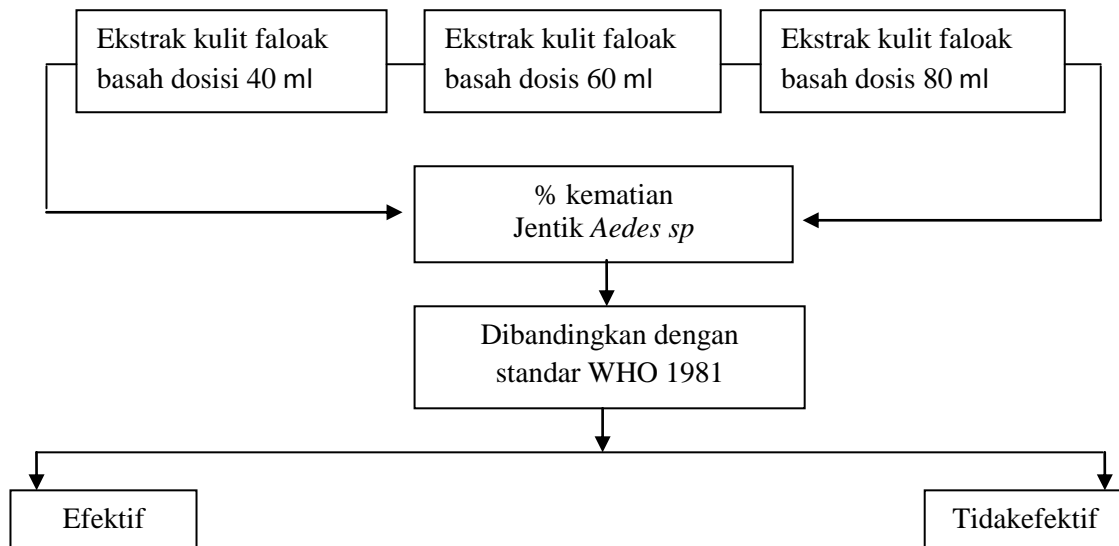 Ekstrak kulit faloak
basah dosisi 40 ml
Ekstrak kulit faloak
basah dosis 60 ml
Ekstrak kulit faloak
basah dosis 80 ml
% kematian
Jentik Aedes sp
Dibandingkan dengan
standar WHO 1981
Efektif
Tidakefektif